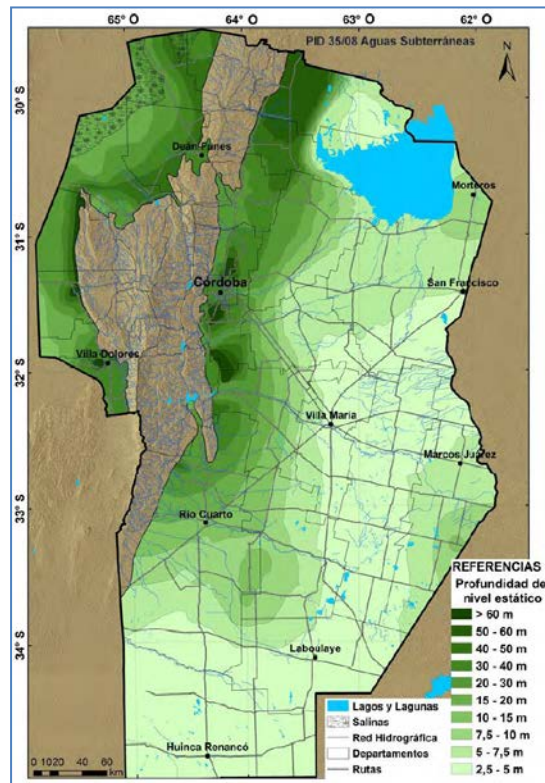 65°O 64°O 63°O 62°O
PID 35/08 Aguas Subterráneas
N
30°S
Deán Funes
Morteros
31°S
Córdoba
San Francisco
Villa Dolores
32°S
Villa María
Marcos Juárez
33°S
Río Cuarto
REFERENCIAS
Profundidad de
nivel estático
> 60 m
50 - 60 m
40 - 50 m
30 - 40 m
20 - 30 m
15 - 20 m
10 - 15 m
7,5 - 10 m
5 - 7,5 m
2,5 - 5 m
34°S
Laboulaye
Lagos y Lagunas
Salinas
Red Hidrográfica
Departamentos
Rutas
Huinca Renancó
0 10 20 40 60
km